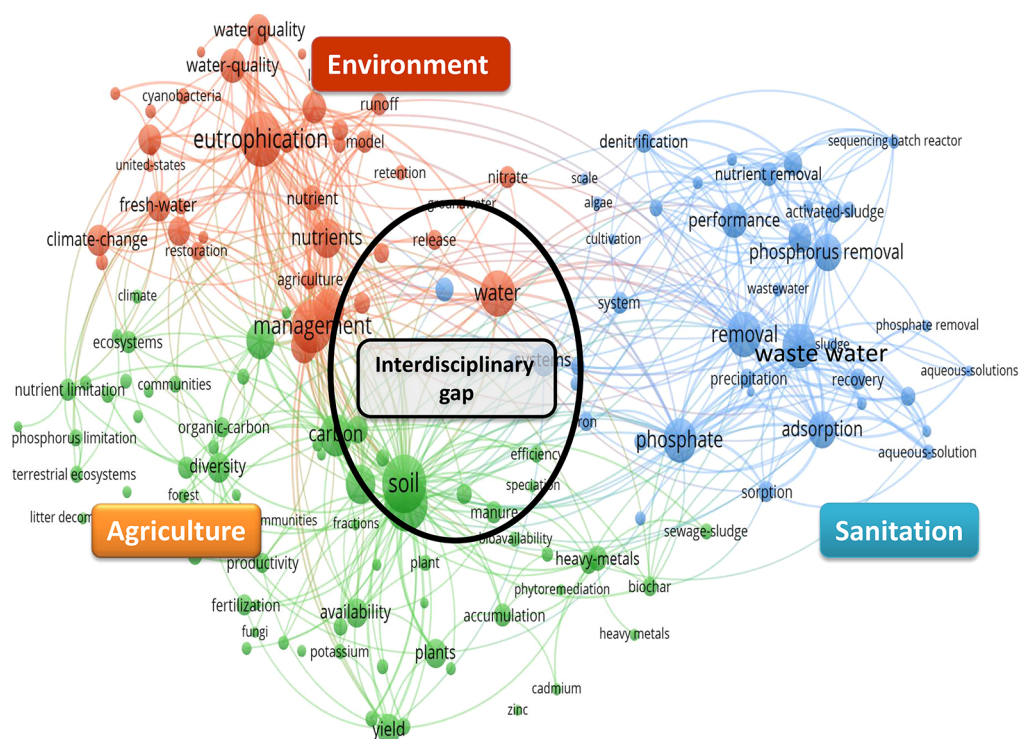 water quality
Environment
water-quality
cyanobacteria
runoff
eutrophication
model
denitrification
sequencing batch reactor
united-states
retention
nitrate
scale
nutrient removal
fresh-water
nutrient
groundwater
algae
performance
activated-sludge
climate-change
restoration
nutrients
release
cultivation
phosphorus removal
agriculture
climate
water
system
wastewater
management
removal
phosphate removal
ecosystems
sludge
waste water
Interdisciplinary
gap
systems
nutrient limitation
communities
precipitation
recovery
aqueous-solutions
phosphorus limitation
organic-carbon
carbon
phosphate
adsorption
terrestrial ecosystems
diversity
efficiency
aqueous-solution
forest
soil
speciation
sorption
litter
Agriculture
fractions
manure
sewage-sludge
Sanitation
bioavailability
productivity
plant
heavy-metals
phytoremediation
biochar
fertilization
availability
accumulation
fungi
heavy metals
potassium
plants
cadmium
zinc
yield